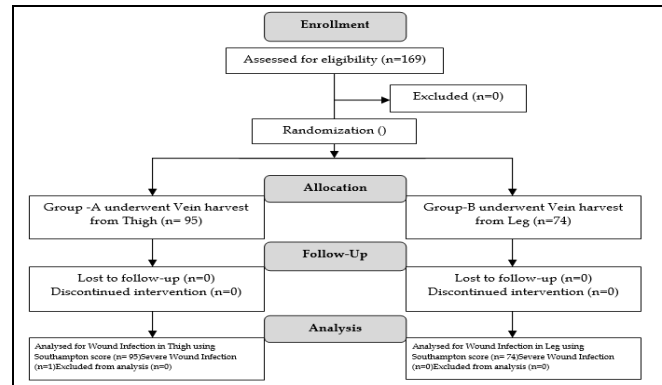 Enrollment
Assessed for eligibility (n=169)
Excluded (n=0)
Randomization ()
Allocation
Group -A underwent Vein harvest
from Thigh (n= 95)
Group-B underwent Vein harvest
from Leg (n=74)
Follow-Up
Lost to follow-up (n=0)
Discontinued intervention (n=0)
Lost to follow-up (n=0)
Discontinued intervention (n=0)
Analysis
Analysed for Wound Infection in Thigh using
Southampton score (n= 95)Severe Wound Infection
(n=1)Excluded from analysis (n=0)
Analysed for Wound Infection in Leg using
Southampton score (n= 74)Severe Wound Infection
(n=0)Excluded from analysis (n=0)